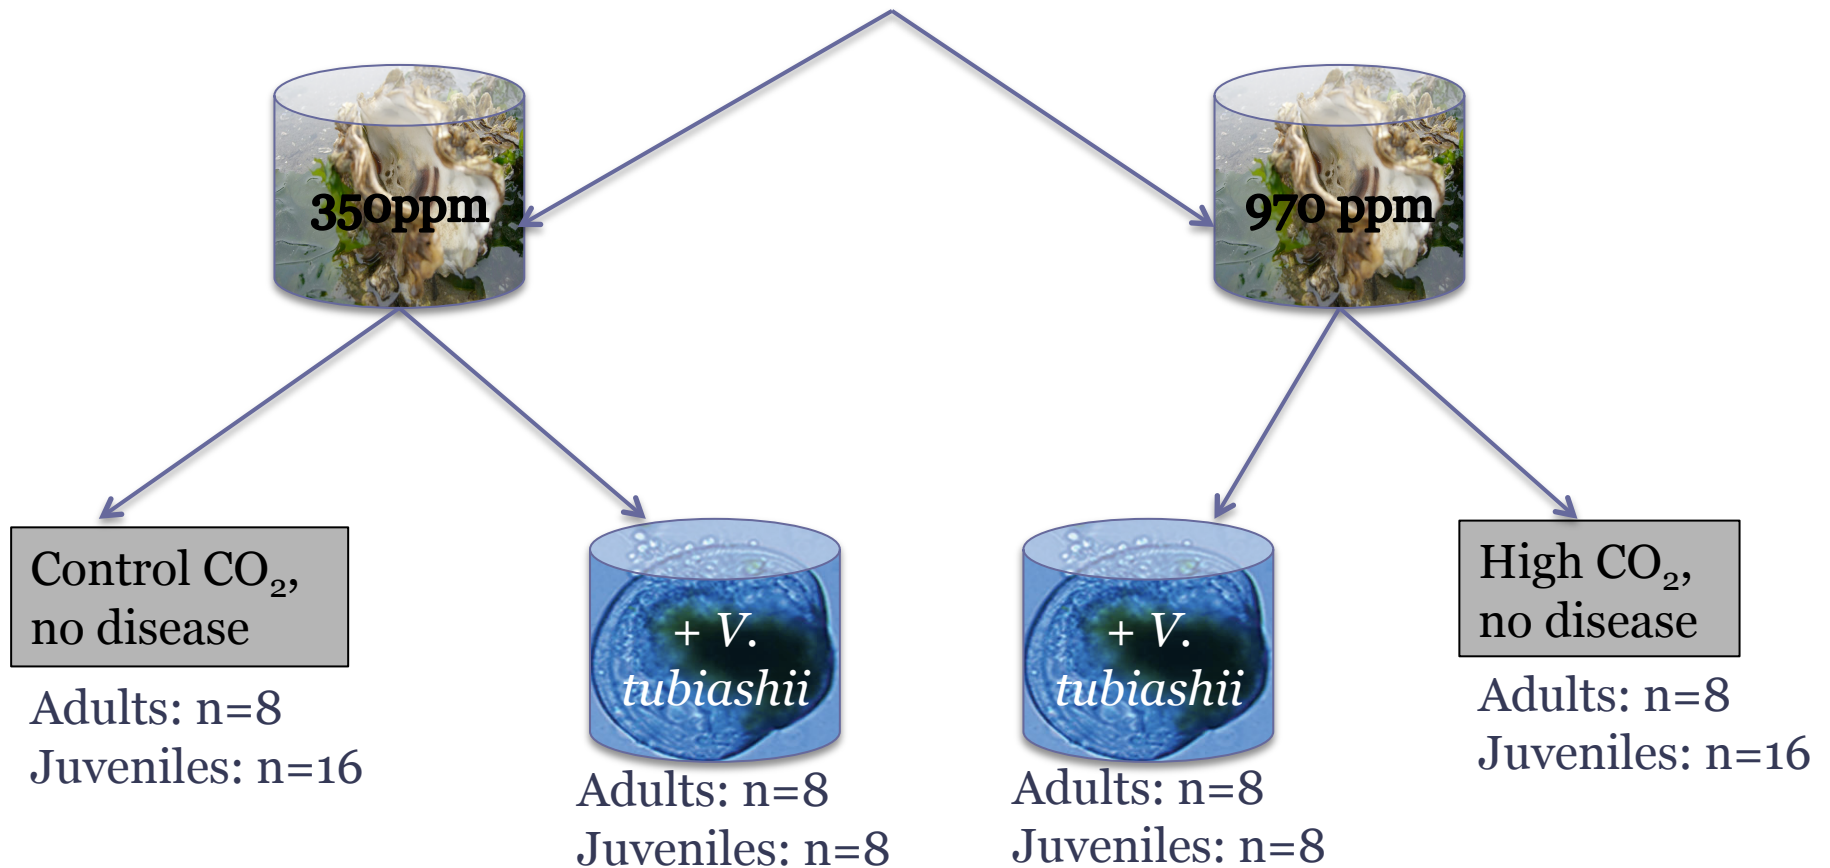 350ppm
970 ppm
Control CO₂,
no disease
Adults: n=8
Juveniles: n=16
+ V.
tubiashii
Adults: n=8
Juveniles: n=8
+ V.
tubiashii
Adults: n=8
Juveniles: n=8
High CO₂,
no disease
Adults: n=8
Juveniles: n=16